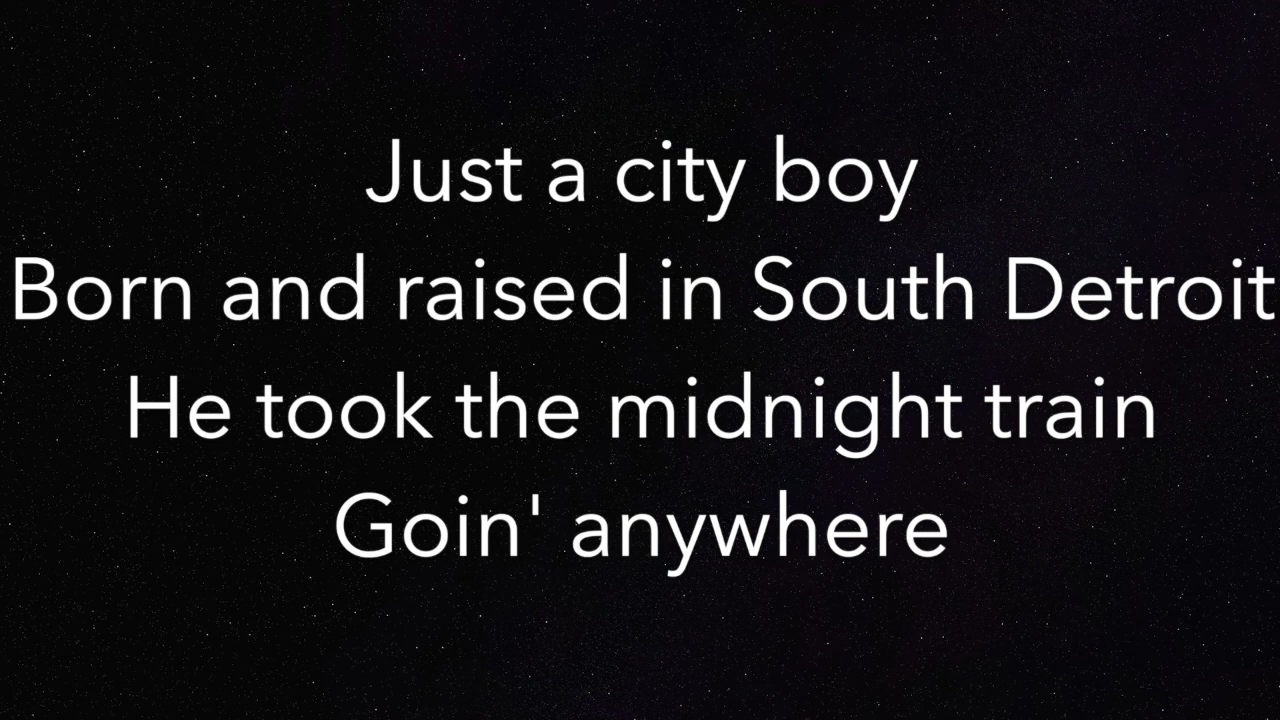 Just a city boy
Born and raised in South Detroit
He took the midnight train
Goin' anywhere